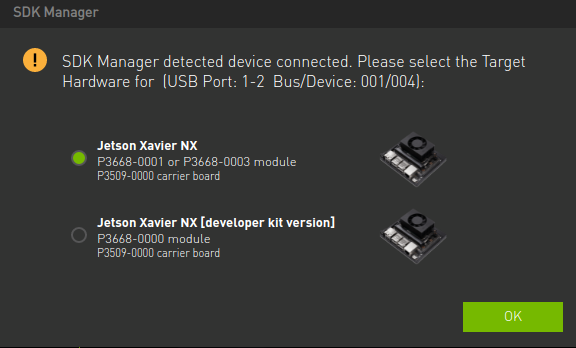 SDK Manager
SDK Manager detected device connected. Please select the Target
Hardware for (USB Port: 1-2 Bus/Device: 001/004):
Jetson Xavier NX
P3668-0001 or P3668-0003 module
P3509-0000 carrier board
Jetson Xavier NX [developer kit version]
P3668-0000 module
P3509-0000 carrier board
OK